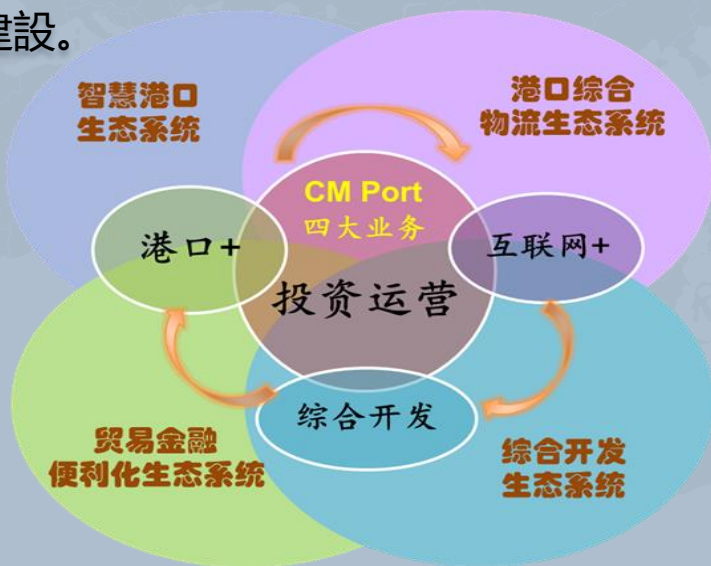 建設。
智慧港口
生态系统
港口综合
物流生态系统
CM Port
四大业务
港口+
互联网+
投资运营
综合开发
贸易金融
便利化生态系统
综合开发
生态系统